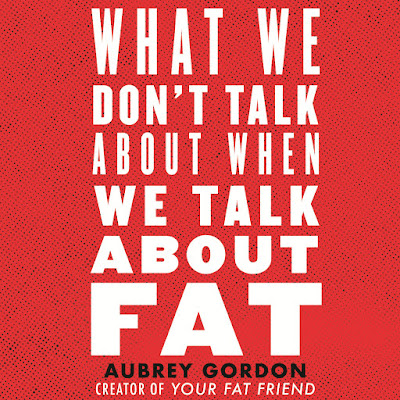 WHAT WE
DON'T TALK
ABOUT WHEN
WE TALK
ABOUT
FAT
AUBREY GORDON
CREATOR OF YOUR FAT FRIEND